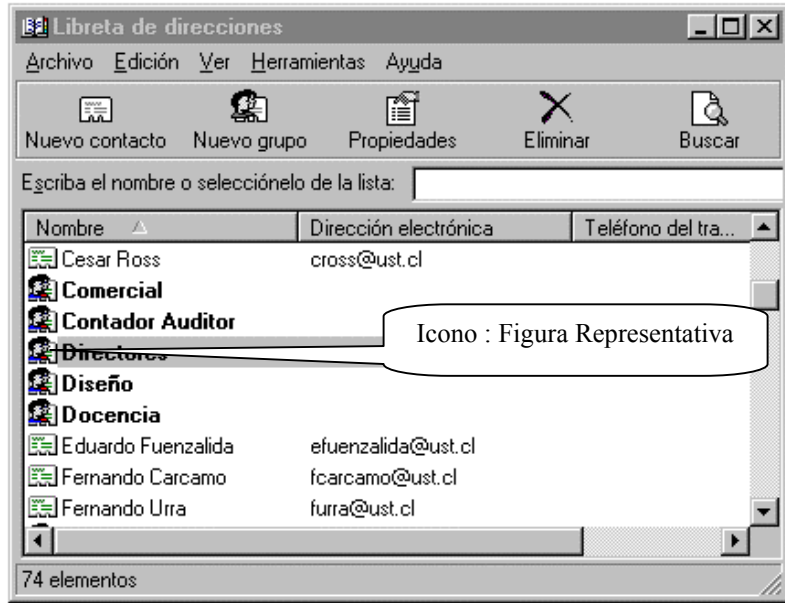 Libreta de direcciones
Archivo Edición Ver Herramientas Ayuda
Nuevo contacto Nuevo grupo Propiedades Eliminar Buscar
Escriba el nombre o selecciónelo de la lista:
Nombre Dirección electrónica Teléfono del tra...
Cesar Ross cross@ust.cl
Comercial
Contador Auditor
Icono : Figura Representativa
Directores
Diseño
Docencia
Eduardo Fuenzalida efuenzalida@ust.cl
Fernando Carcamo fcarcamo@ust.cl
Fernando Urra furra@ust.cl
74 elementos